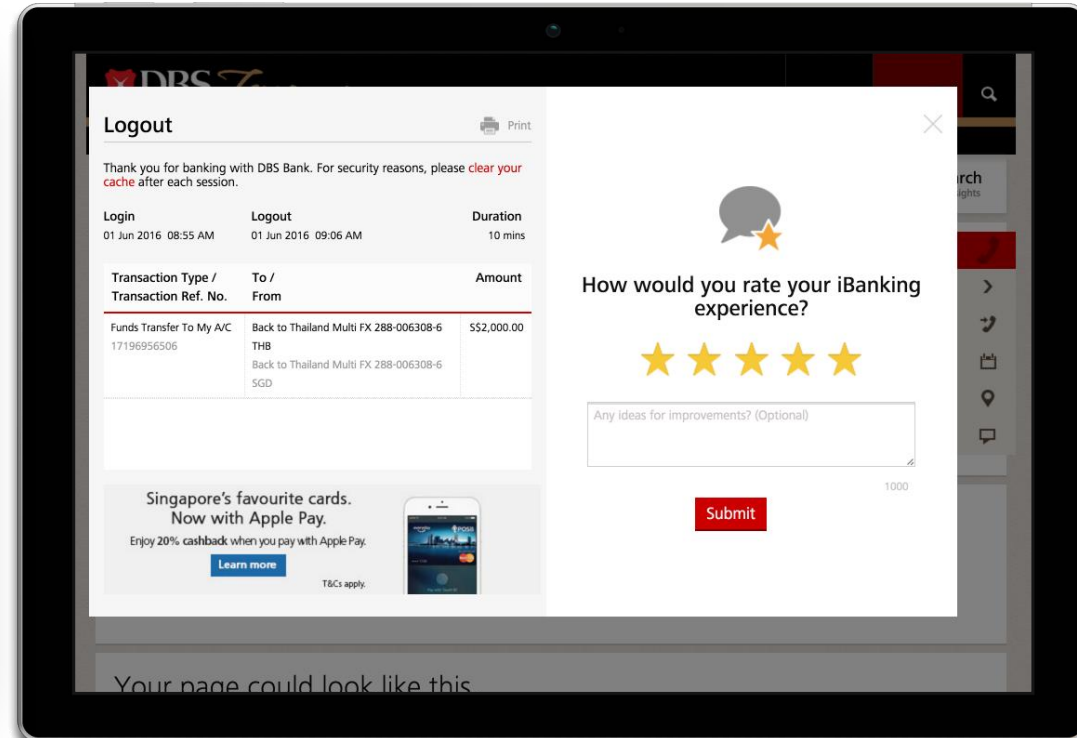 DBS
Logout
Print
Thank you for banking with DBS Bank. For security reasons, please clear your
cache after each session.
Login Logout Duration
01 Jun 2016 08:55 AM 01 Jun 2016 09:06 AM 10 mins
Transaction Type / To / Amount
Transaction Ref. No. From
Funds Transfer To My A/C Back to Thailand Multi FX 288-006308-6 S$2,000.00
17196956506 THB
Back to Thailand Multi FX 288-006308-6
SGD
Singapore's favourite cards.
Now with Apple Pay.
Enjoy 20% cashback when you pay with Apple Pay.
Learn more
T&Cs apply.
How would you rate your iBanking
experience?
Any ideas for improvements? (Optional)
1000
Submit
Your page could look like this